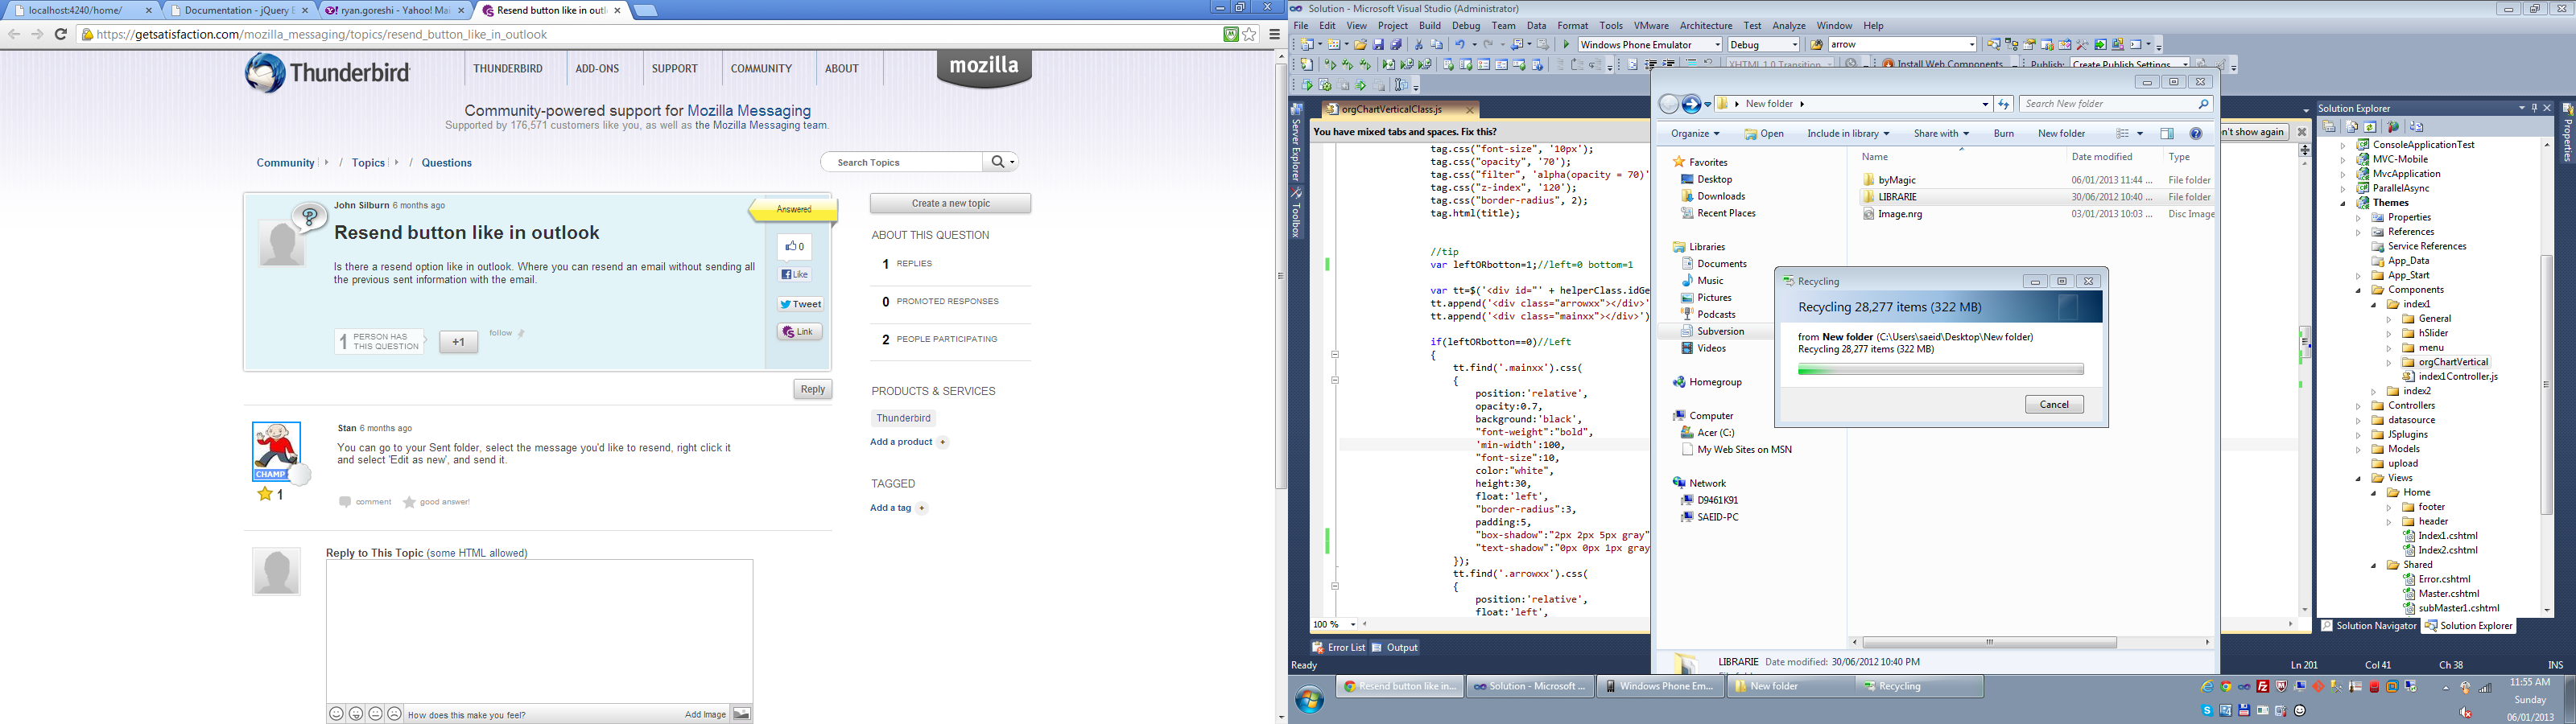 localhost:4240/home/
Documentation - jQuery E
ryan.goreshi - Yahoo! Ma
Resend button like in outl
https://getsatisfaction.com/mozilla_messaging/topics/resend_button_like_in_outlook
Thunderbird
THUNDERBIRD
ADD-ONS
SUPPORT
COMMUNITY
ABOUT
mozilla
Community-powered support for Mozilla Messaging
Supported by 176,571 customers like you, as well as the Mozilla Messaging team.
Community / Topics / Questions
Search Topics
John Silburn 6 months ago
Answered
Resend button like in outlook
Is there a resend option like in outlook. Where you can resend an email without sending all
the previous sent information with the email.
0
Like
Tweet
Link
1 PERSON HAS
THIS QUESTION
+1
follow
Reply
Stan 6 months ago
You can go to your Sent folder, select the message you'd like to resend, right click it
and select 'Edit as new', and send it.
CHAMP
1
comment
good answer!
Reply to This Topic (some HTML allowed)
How does this make you feel?
Add Image
Create a new topic
ABOUT THIS QUESTION
1 REPLIES
0 PROMOTED RESPONSES
2 PEOPLE PARTICIPATING
PRODUCTS & SERVICES
Thunderbird
Add a product +
TAGGED
Add a tag +
Solution - Microsoft Visual Studio (Administrator)
File Edit View Project Build Debug Team Data Format Tools VMware Architecture Test Analyze Window Help
Windows Phone Emulator
Debug
arrow
XHTML 1.0 Transition
Install Web Components
Publish: Create Publish Settings
Server Explorer
Toolbox
orgChartVerticalClass.js
You have mixed tabs and spaces. Fix this?
n't show again
tag.css("font-size", '10px');
tag.css("opacity", '70');
tag.css("filter", 'alpha(opacity = 70)'
tag.css("z-index", '120');
tag.css("border-radius", 2);
tag.html(title);
//tip
var leftORbotton=1;//left=0 bottom=1
var tt=$('<div id="' + helperClass.idGe
tt.append('<div class="arrowxx"></div>'
tt.append('<div class="mainxx"></div>')
if(leftORbotton==0)//Left
{
tt.find('.mainxx').css(
{
position:'relative',
opacity:0.7,
background:'black',
"font-weight":"bold",
'min-width':100,
"font-size":10,
color:"white",
height:30,
float:'left',
"border-radius":3,
padding:5,
"box-shadow":"2px 2px 5px gray"
"text-shadow":"0px 0px 1px gray
});
tt.find('.arrowxx').css(
{
position:'relative',
float:'left',
100 %
Error List
Output
Ready
Ln 201
Col 41
Ch 38
INS
New folder
Search New folder
Organize
Open
Include in library
Share with
Burn
New folder
Favorites
Desktop
Downloads
Recent Places
Libraries
Documents
Music
Pictures
Podcasts
Subversion
Videos
Homegroup
Computer
Acer (C:)
My Web Sites on MSN
Network
D9461K91
SAEID-PC
Name Date modified Type
byMagic 06/01/2013 11:44 ... File folder
LIBRARIE 30/06/2012 10:40 ... File folder
Image.nrg 03/01/2013 10:03 ... Disc Image
LIBRARIE Date modified: 30/06/2012 10:40 PM
File folder
Recycling
Recycling 28,277 items (322 MB)
from New folder (C:\Users\saeid\Desktop\New folder)
Recycling 28,277 items (322 MB)
Cancel
Solution Explorer
Properties
ConsoleApplicationTest
MVC-Mobile
MvcApplication
ParallelAsync
Themes
Properties
References
Service References
App_Data
App_Start
Components
index1
General
hSlider
menu
orgChartVertical
index1Controller.js
index2
Controllers
datasource
JSplugins
Models
upload
Views
Home
footer
header
Index1.cshtml
Index2.cshtml
Shared
Error.cshtml
Master.cshtml
subMaster1.cshtml
Solution Navigator
Solution Explorer
Resend button like in...
Solution - Microsoft ...
Windows Phone Em...
New folder
Recycling
11:55 AM
Sunday
06/01/2013